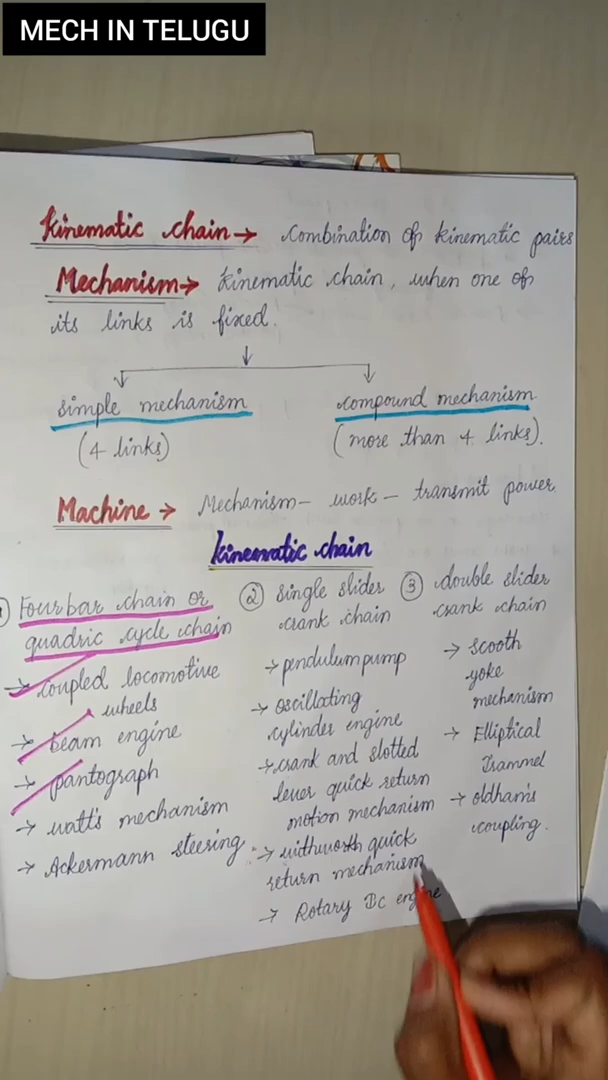 MECH IN TELUGU
Kinematic chain → combination of kinematic pairs
Mechanism → kinematic chain, when one of
its links is fixed.
simple mechanism
(4 links)
compound mechanism
(more than 4 links).
Machine → Mechanism - work - transmit power.
kinematic chain
Four bar chain or
quadric cycle chain
→ coupled locomotive
wheels
→ beam engine
→ pantograph
→ watt's mechanism
→ Ackermann steering
② single slider
crank chain
→ pendulum pump
→ oscillating
cylinder engine
→ crank and slotted
lever quick return
motion mechanism
→ withworth quick
return mechanism
→ Rotary Ic engine
③ double slider
crank chain
→ scooth
yoke
mechanism
→ Elliptical
Trammel
→ oldham's
coupling.